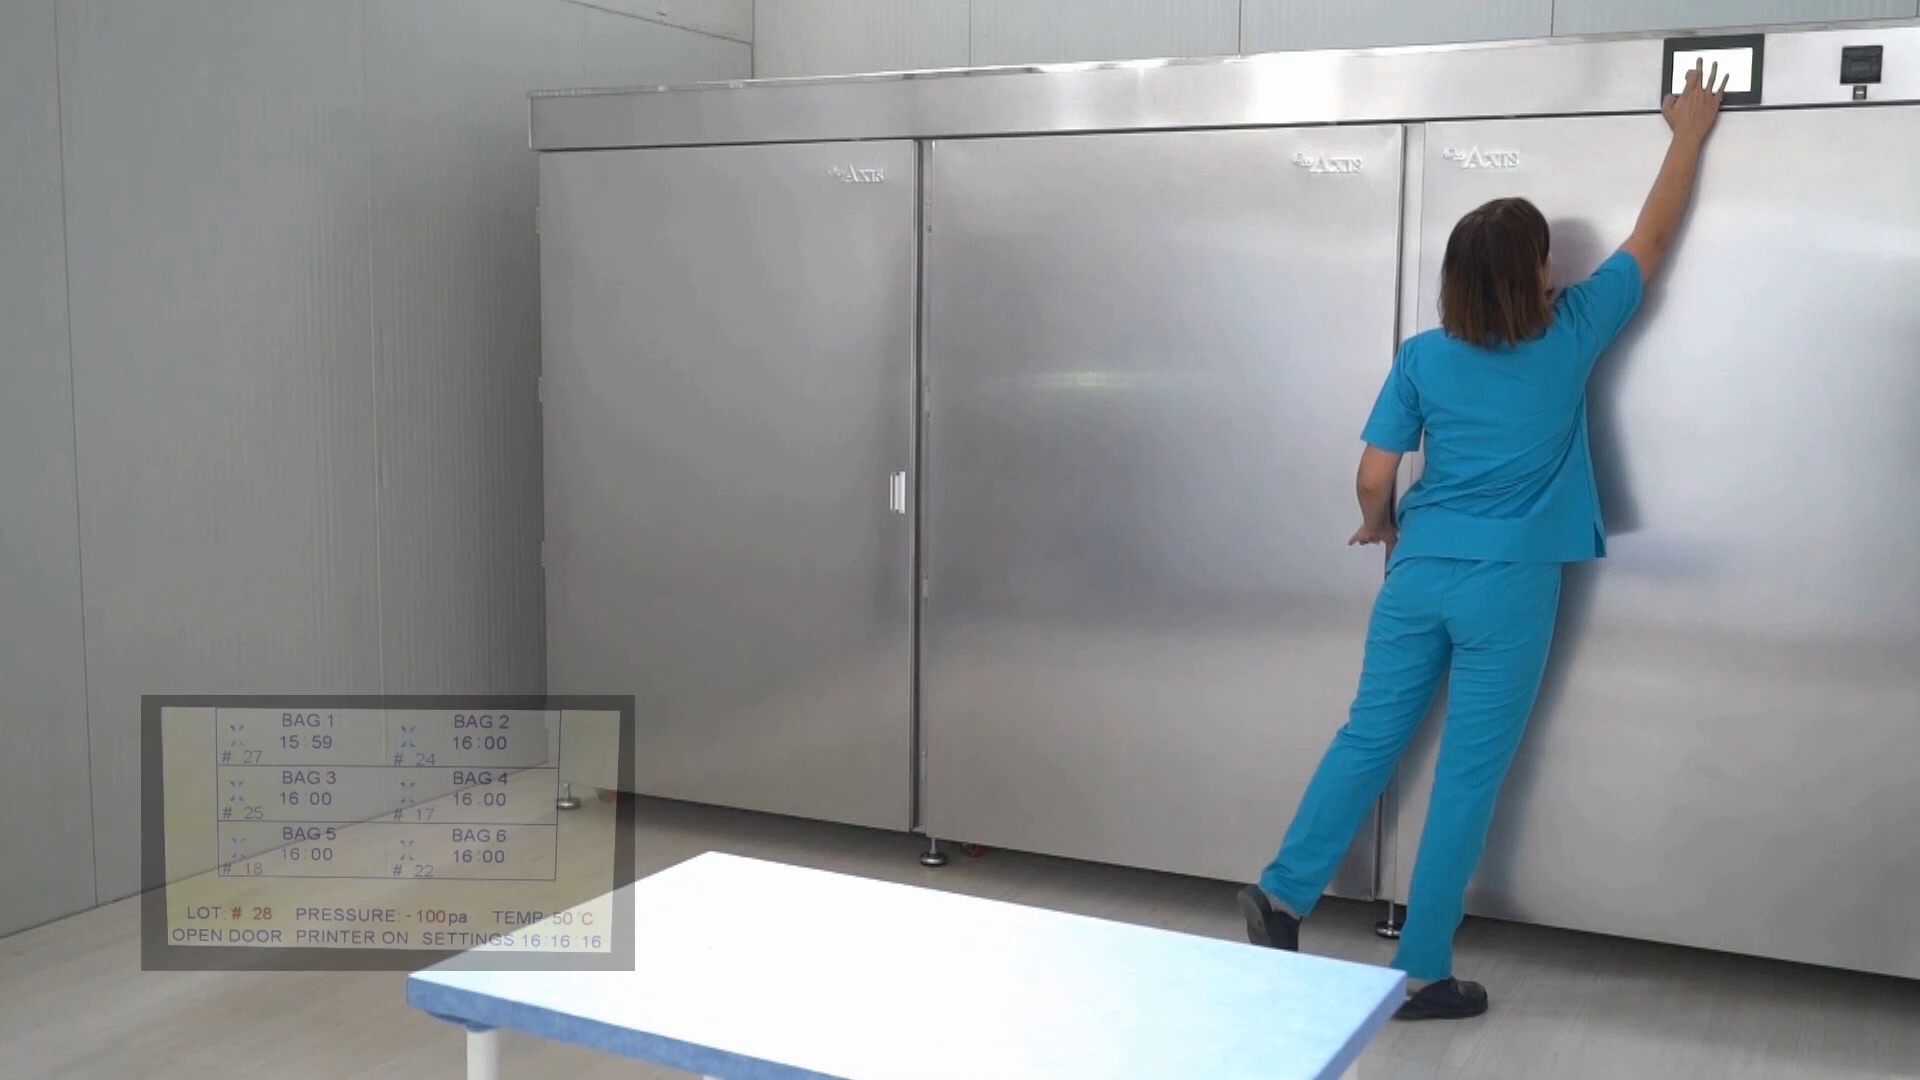 Axis
Axis
Axis
BAG 1
15:59
# 27
BAG 2
16:00
# 24
BAG 3
16:00
# 25
BAG 4
16:00
# 17
BAG 5
16:00
# 18
BAG 6
16:00
# 22
LOT: # 28 PRESSURE: -100pa TEMP: 50°C
OPEN DOOR PRINTER ON SETTINGS 16:16:16